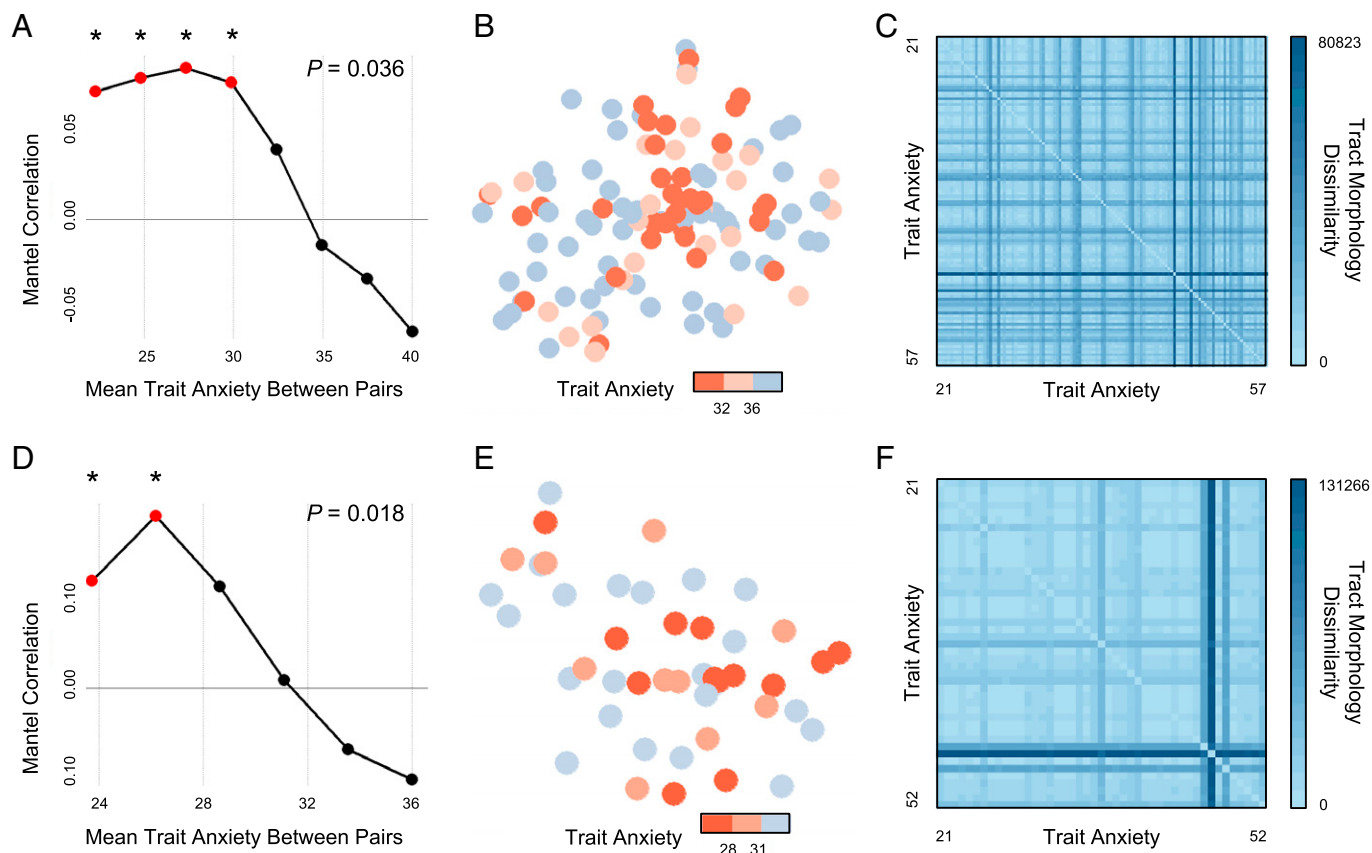 A
* * * *
P = 0.036
Mantel Correlation
0.05
0.00
-0.05
25 30 35 40
Mean Trait Anxiety Between Pairs
B
Trait Anxiety
32 36
C
21
57
Trait Anxiety
21 Trait Anxiety 57
80823
0
Tract Morphology
Dissimilarity
D
* *
P = 0.018
Mantel Correlation
0.10
0.00
0.10
24 28 32 36
Mean Trait Anxiety Between Pairs
E
Trait Anxiety
28 31
F
21
52
Trait Anxiety
21 Trait Anxiety 52
131266
0
Tract Morphology
Dissimilarity